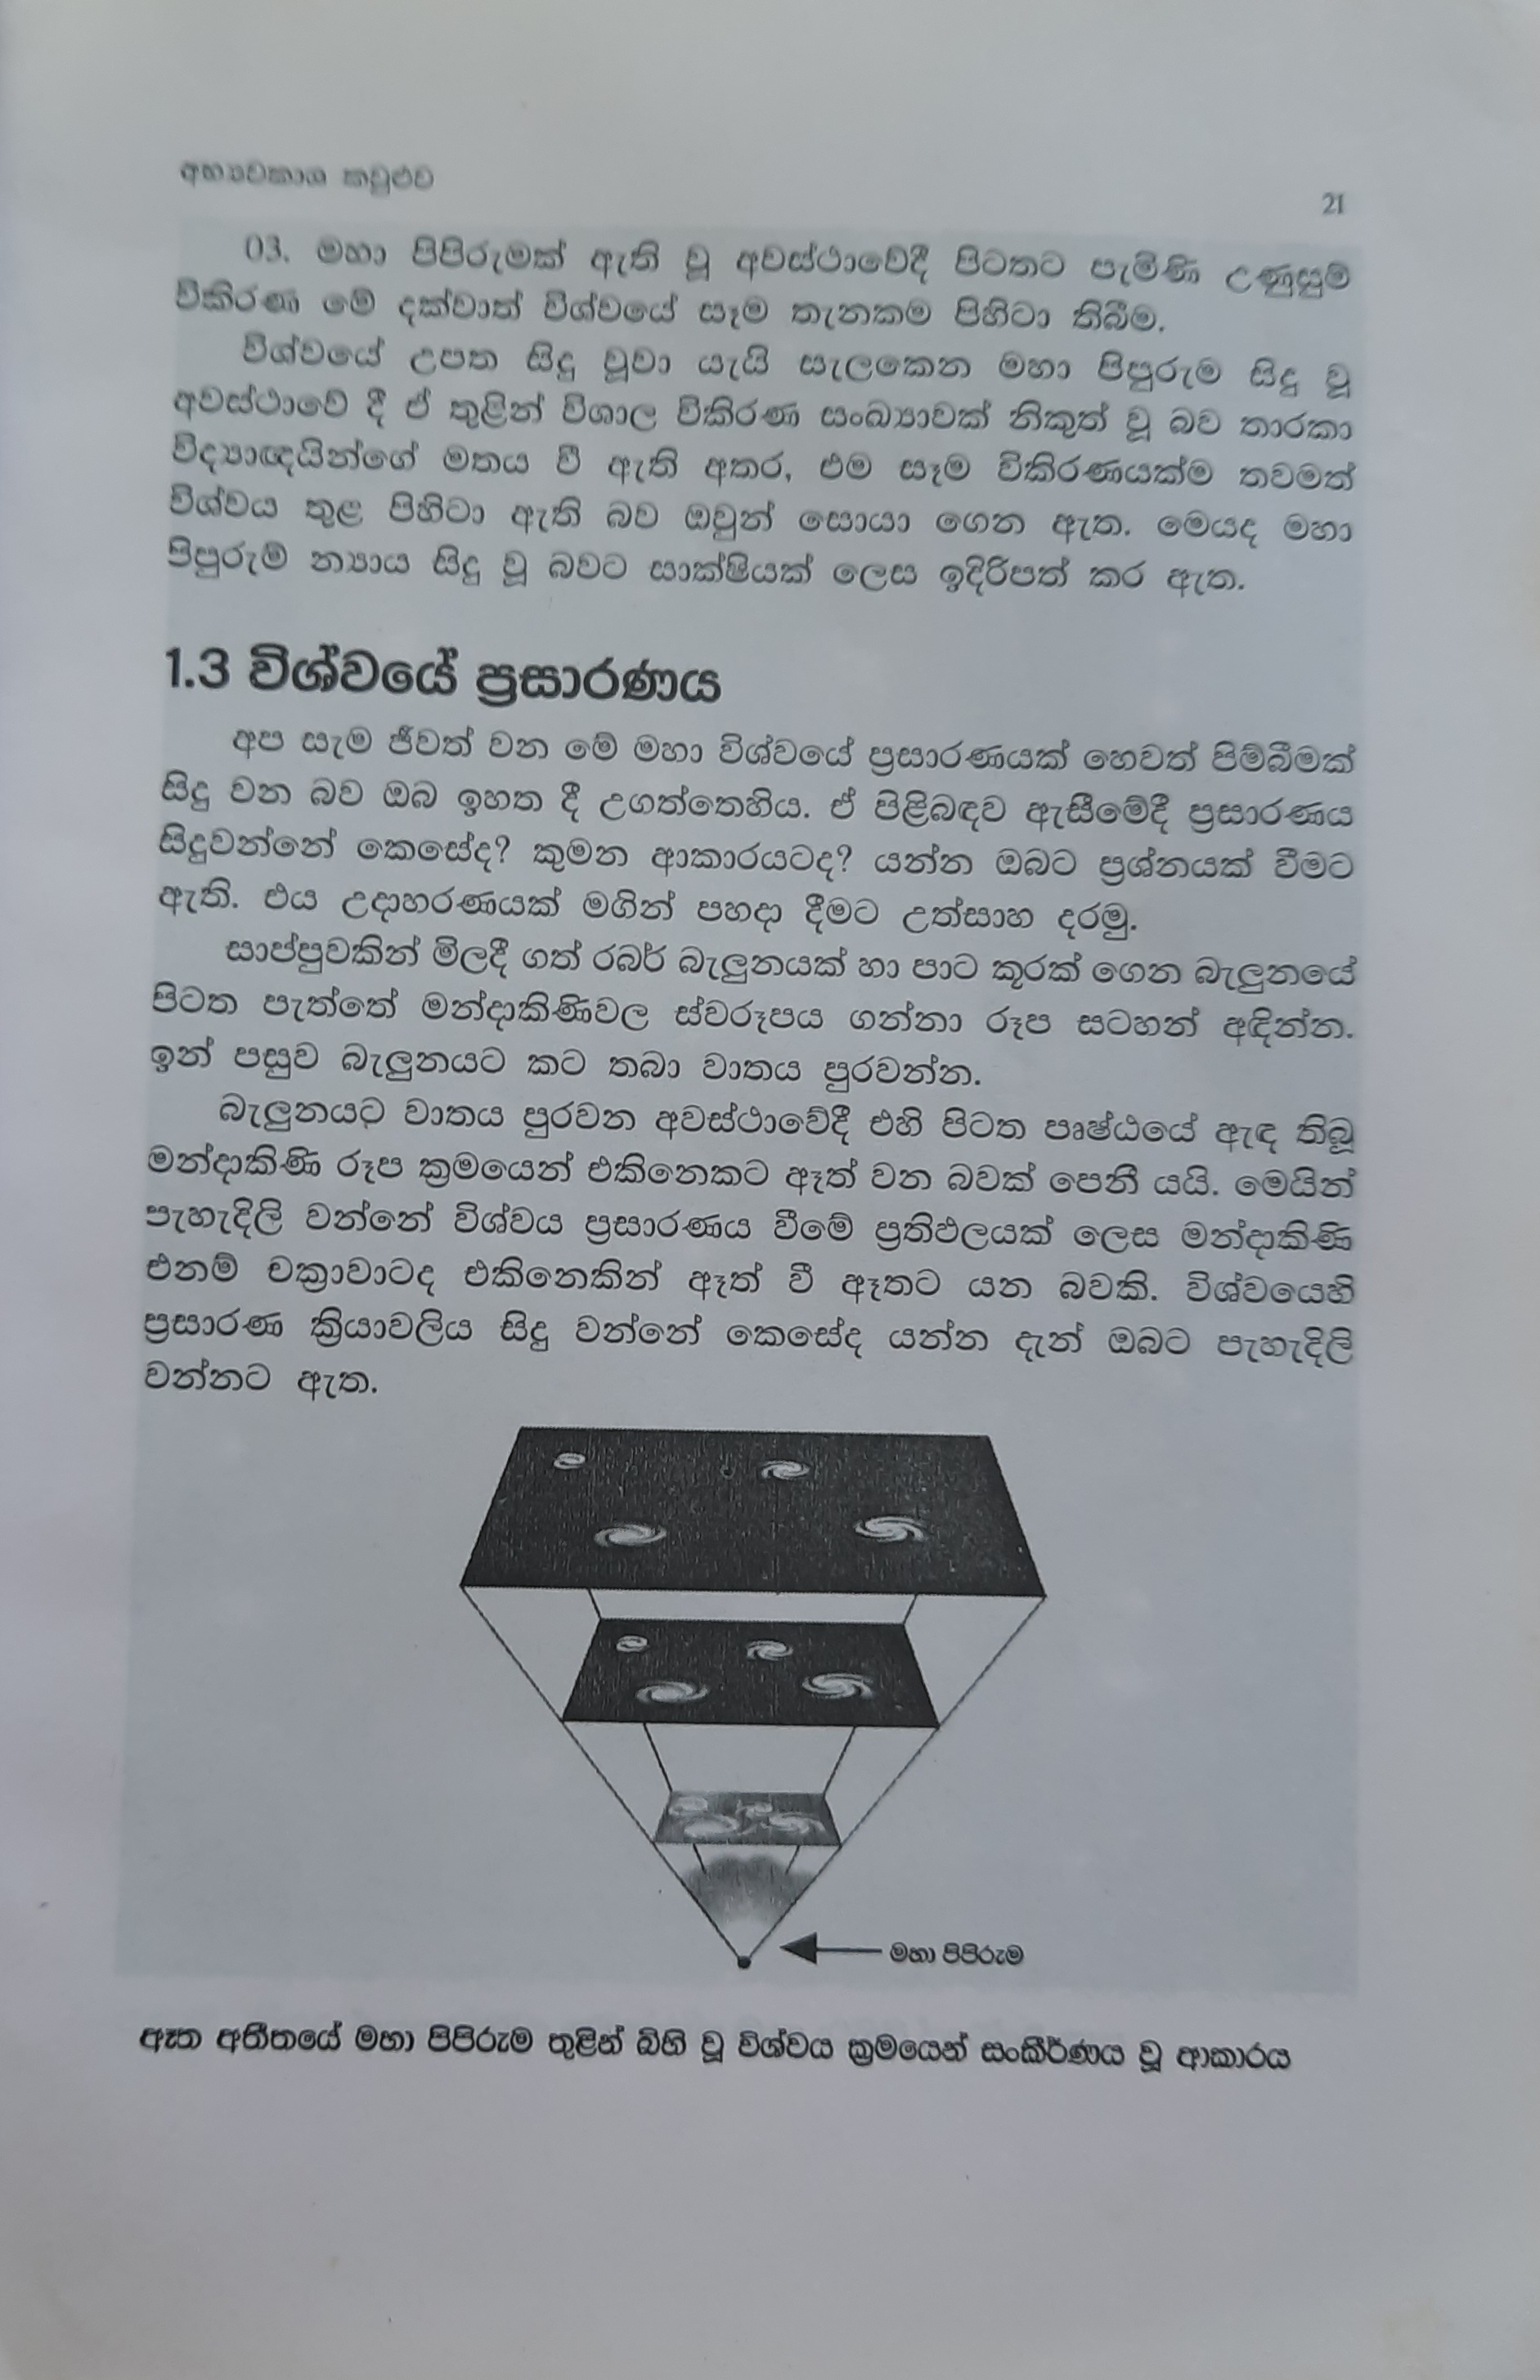 අභ්‍යවකාශ කවුළුව
21
03. මහා පිපිරුමක් ඇති වූ අවස්ථාවේදී පිටතට පැමිණි උණුසුම්
විකිරණ මේ දක්වාත් විශ්වයේ සෑම තැනකම පිහිටා තිබීම.
විශ්වයේ උපත සිදු වූවා යැයි සැලකෙන මහා පිපුරුම සිදු වූ
අවස්ථාවේ දී ඒ තුළින් විශාල විකිරණ සංඛ්‍යාවක් නිකුත් වූ බව තාරකා
විද්‍යාඥයින්ගේ මතය වී ඇති අතර, එම සෑම විකිරණයක්ම තවමත්
විශ්වය තුළ පිහිටා ඇති බව ඔවුන් සොයා ගෙන ඇත. මෙයද මහා
පිපුරුම් න්‍යාය සිදු වූ බවට සාක්ෂියක් ලෙස ඉදිරිපත් කර ඇත.
1.3 විශ්වයේ ප්‍රසාරණය
අප සැම ජීවත් වන මේ මහා විශ්වයේ ප්‍රසාරණයක් හෙවත් පිම්බීමක්
සිදු වන බව ඔබ ඉහත දී උගත්තෙහිය. ඒ පිළිබඳව ඇසීමේදී ප්‍රසාරණය
සිදුවන්නේ කෙසේද? කුමන ආකාරයටද? යන්න ඔබට ප්‍රශ්නයක් වීමට
ඇති. එය උදාහරණයක් මගින් පහදා දීමට උත්සාහ දරමු.
සාප්පුවකින් මිලදී ගත් රබර් බැලුනයක් හා පාට කූරක් ගෙන බැලුනයේ
පිටත පැත්තේ මන්දාකිණිවල ස්වරූපය ගන්නා රූප සටහන් අඳින්න.
ඉන් පසුව බැලුනයට කට තබා වාතය පුරවන්න.
බැලුනයට වාතය පුරවන අවස්ථාවේදී එහි පිටත පෘෂ්ඨයේ ඇඳ තිබූ
මන්දාකිණි රූප ක්‍රමයෙන් එකිනෙකට ඈත් වන බවක් පෙනී යයි. මෙයින්
පැහැදිලි වන්නේ විශ්වය ප්‍රසාරණය වීමේ ප්‍රතිඵලයක් ලෙස මන්දාකිණි
එනම් චක්‍රාවාටද එකිනෙකින් ඈත් වී ඈතට යන බවකි. විශ්වයෙහි
ප්‍රසාරණ ක්‍රියාවලිය සිදු වන්නේ කෙසේද යන්න දැන් ඔබට පැහැදිලි
වන්නට ඇත.
මහා පිපිරුම
ඈත අතීතයේ මහා පිපිරුම තුළින් බිහි වූ විශ්වය ක්‍රමයෙන් සංකීර්ණය වූ ආකාරය